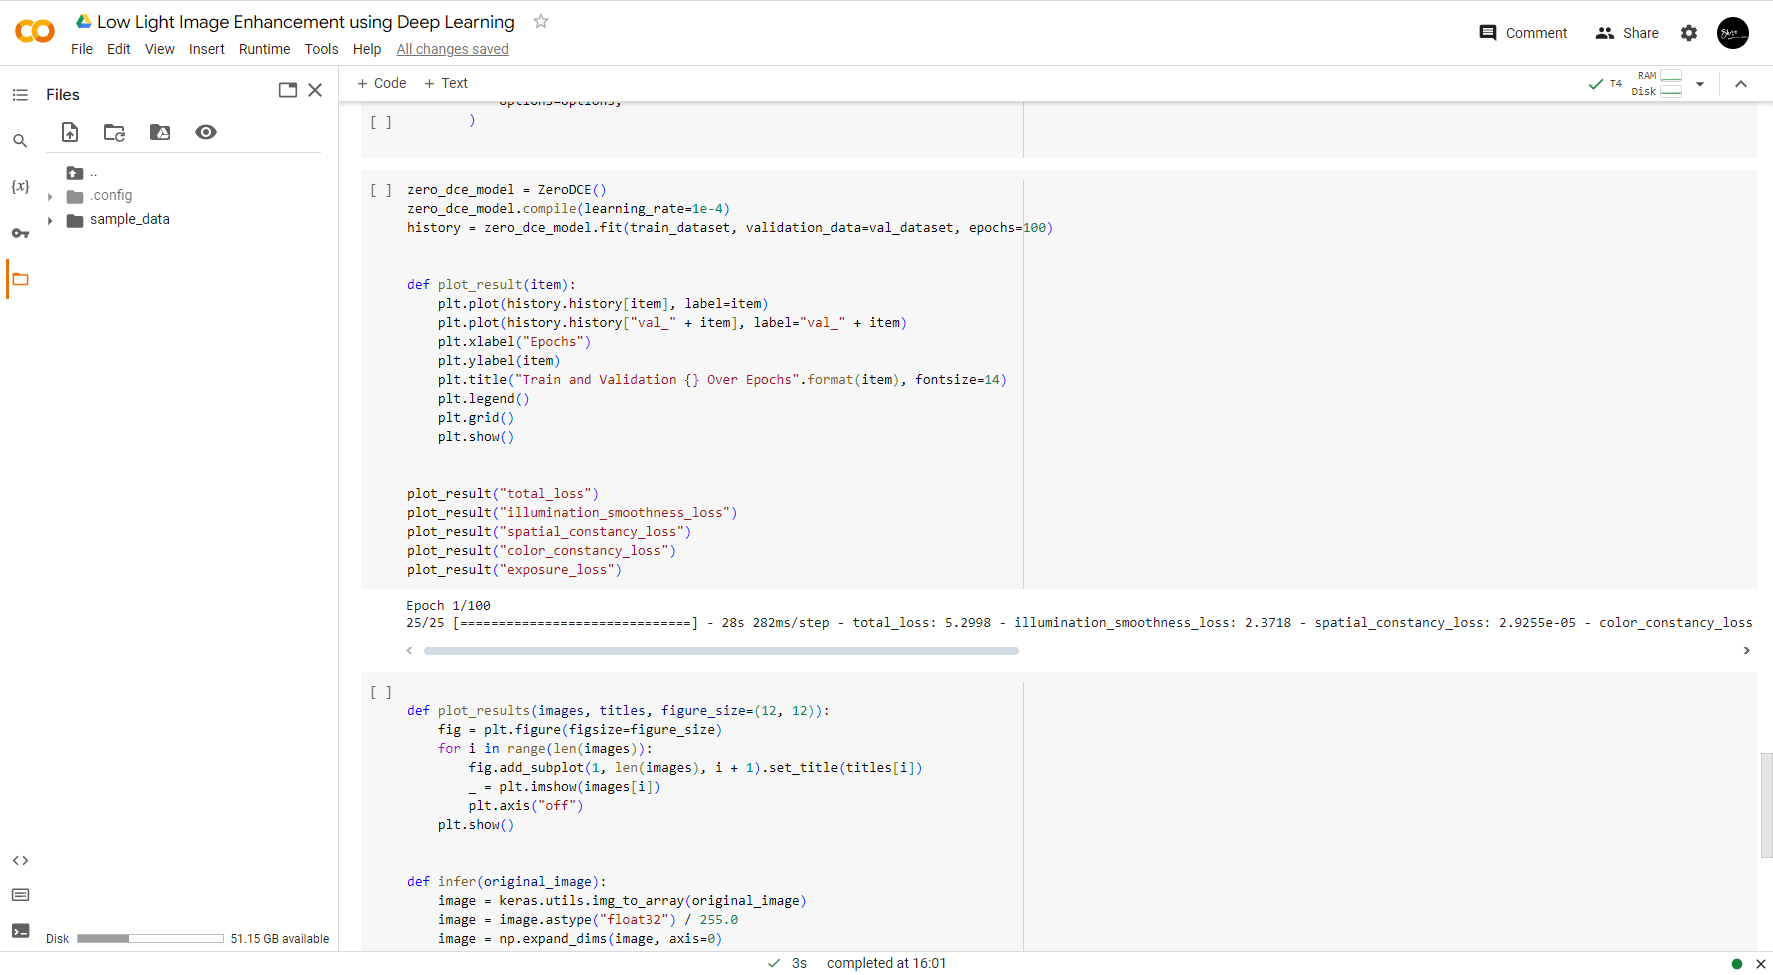 Low Light Image Enhancement using Deep Learning
File Edit View Insert Runtime Tools Help All changes saved
Comment Share
Files
+ Code + Text
T4 RAM Disk
..
.config
sample_data
{x}
options=options,
[ ] )
[ ] zero_dce_model = ZeroDCE()
zero_dce_model.compile(learning_rate=1e-4)
history = zero_dce_model.fit(train_dataset, validation_data=val_dataset, epochs=100)
def plot_result(item):
    plt.plot(history.history[item], label=item)
    plt.plot(history.history["val_" + item], label="val_" + item)
    plt.xlabel("Epochs")
    plt.ylabel(item)
    plt.title("Train and Validation {} Over Epochs".format(item), fontsize=14)
    plt.legend()
    plt.grid()
    plt.show()
plot_result("total_loss")
plot_result("illumination_smoothness_loss")
plot_result("spatial_constancy_loss")
plot_result("color_constancy_loss")
plot_result("exposure_loss")
Epoch 1/100
25/25 [==============================] - 28s 282ms/step - total_loss: 5.2998 - illumination_smoothness_loss: 2.3718 - spatial_constancy_loss: 2.9255e-05 - color_constancy_loss
[ ]
def plot_results(images, titles, figure_size=(12, 12)):
    fig = plt.figure(figsize=figure_size)
    for i in range(len(images)):
        fig.add_subplot(1, len(images), i + 1).set_title(titles[i])
        _ = plt.imshow(images[i])
        plt.axis("off")
    plt.show()
def infer(original_image):
    image = keras.utils.img_to_array(original_image)
    image = image.astype("float32") / 255.0
    image = np.expand_dims(image, axis=0)
Disk 51.15 GB available
3s completed at 16:01